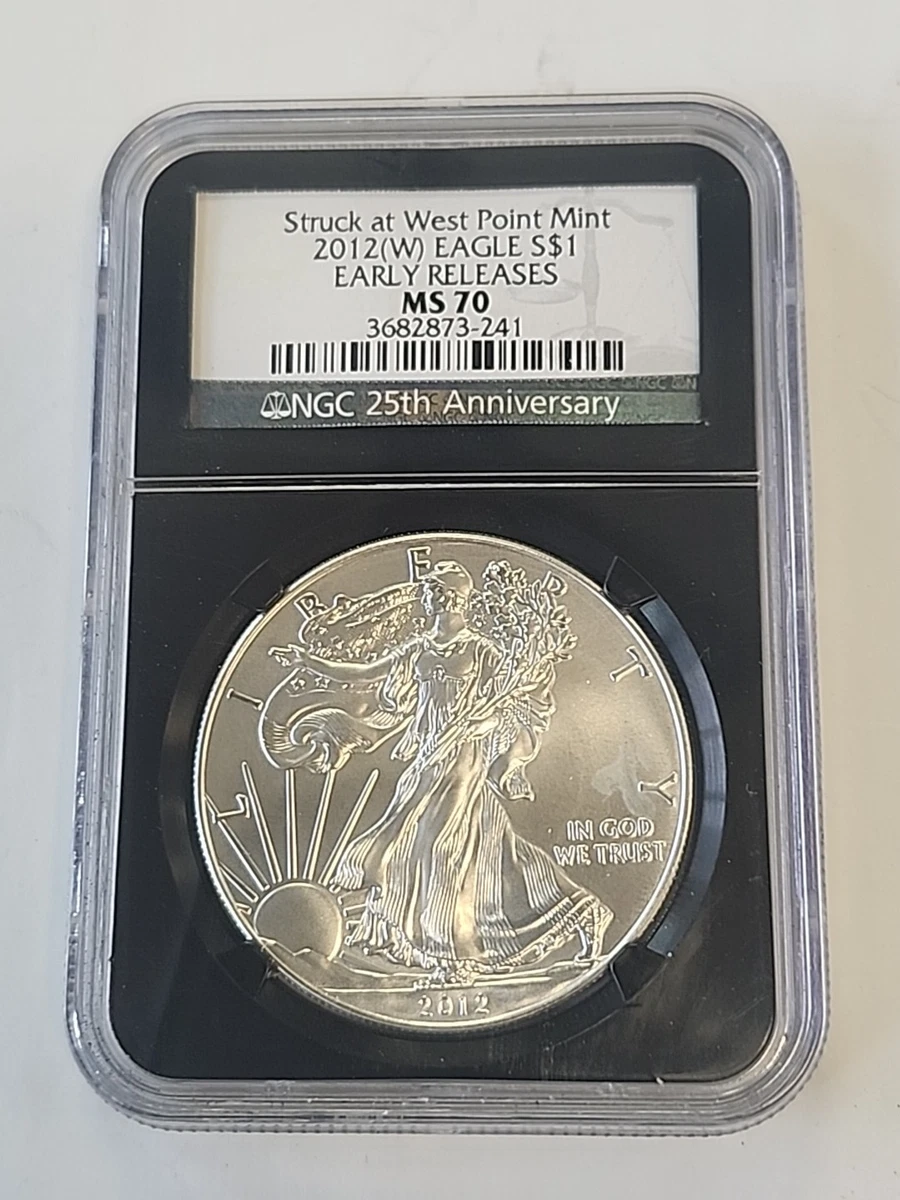 Struck at West Point Mint
2012(W) EAGLE S$1
EARLY RELEASES
MS 70
3682873-241
NGC 25th Anniversary
LIBERTY
IN GOD
WE TRUST
2012